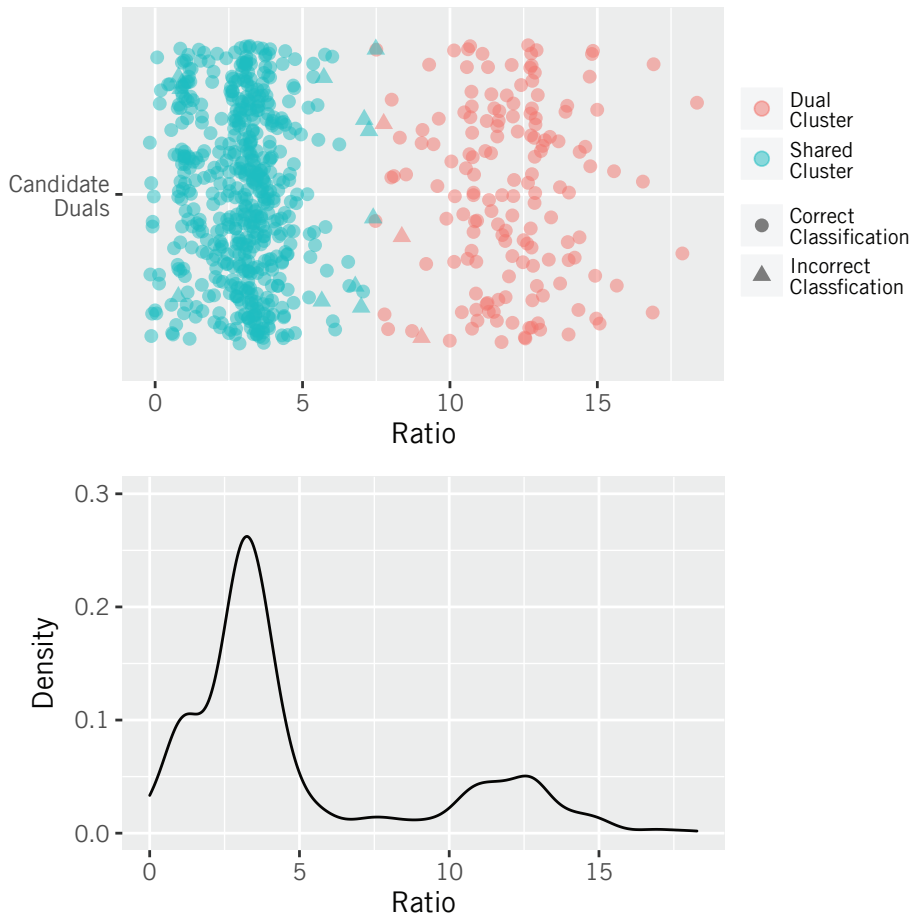 Candidate
Duals
0 5 10 15
Ratio
Dual
Cluster
Shared
Cluster
Correct
Classification
Incorrect
Classfication
0.3
0.2
0.1
0.0
Density
0 5 10 15
Ratio